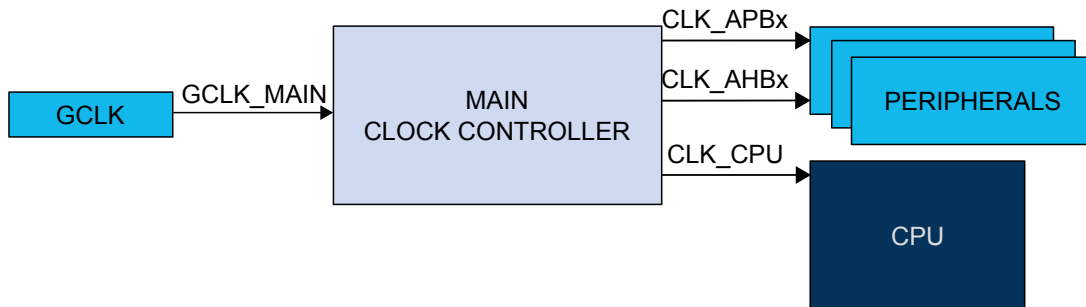 GCLK
GCLK_MAIN
MAIN
CLOCK CONTROLLER
CLK_APBx
CLK_AHBx
CLK_CPU
PERIPHERALS
CPU